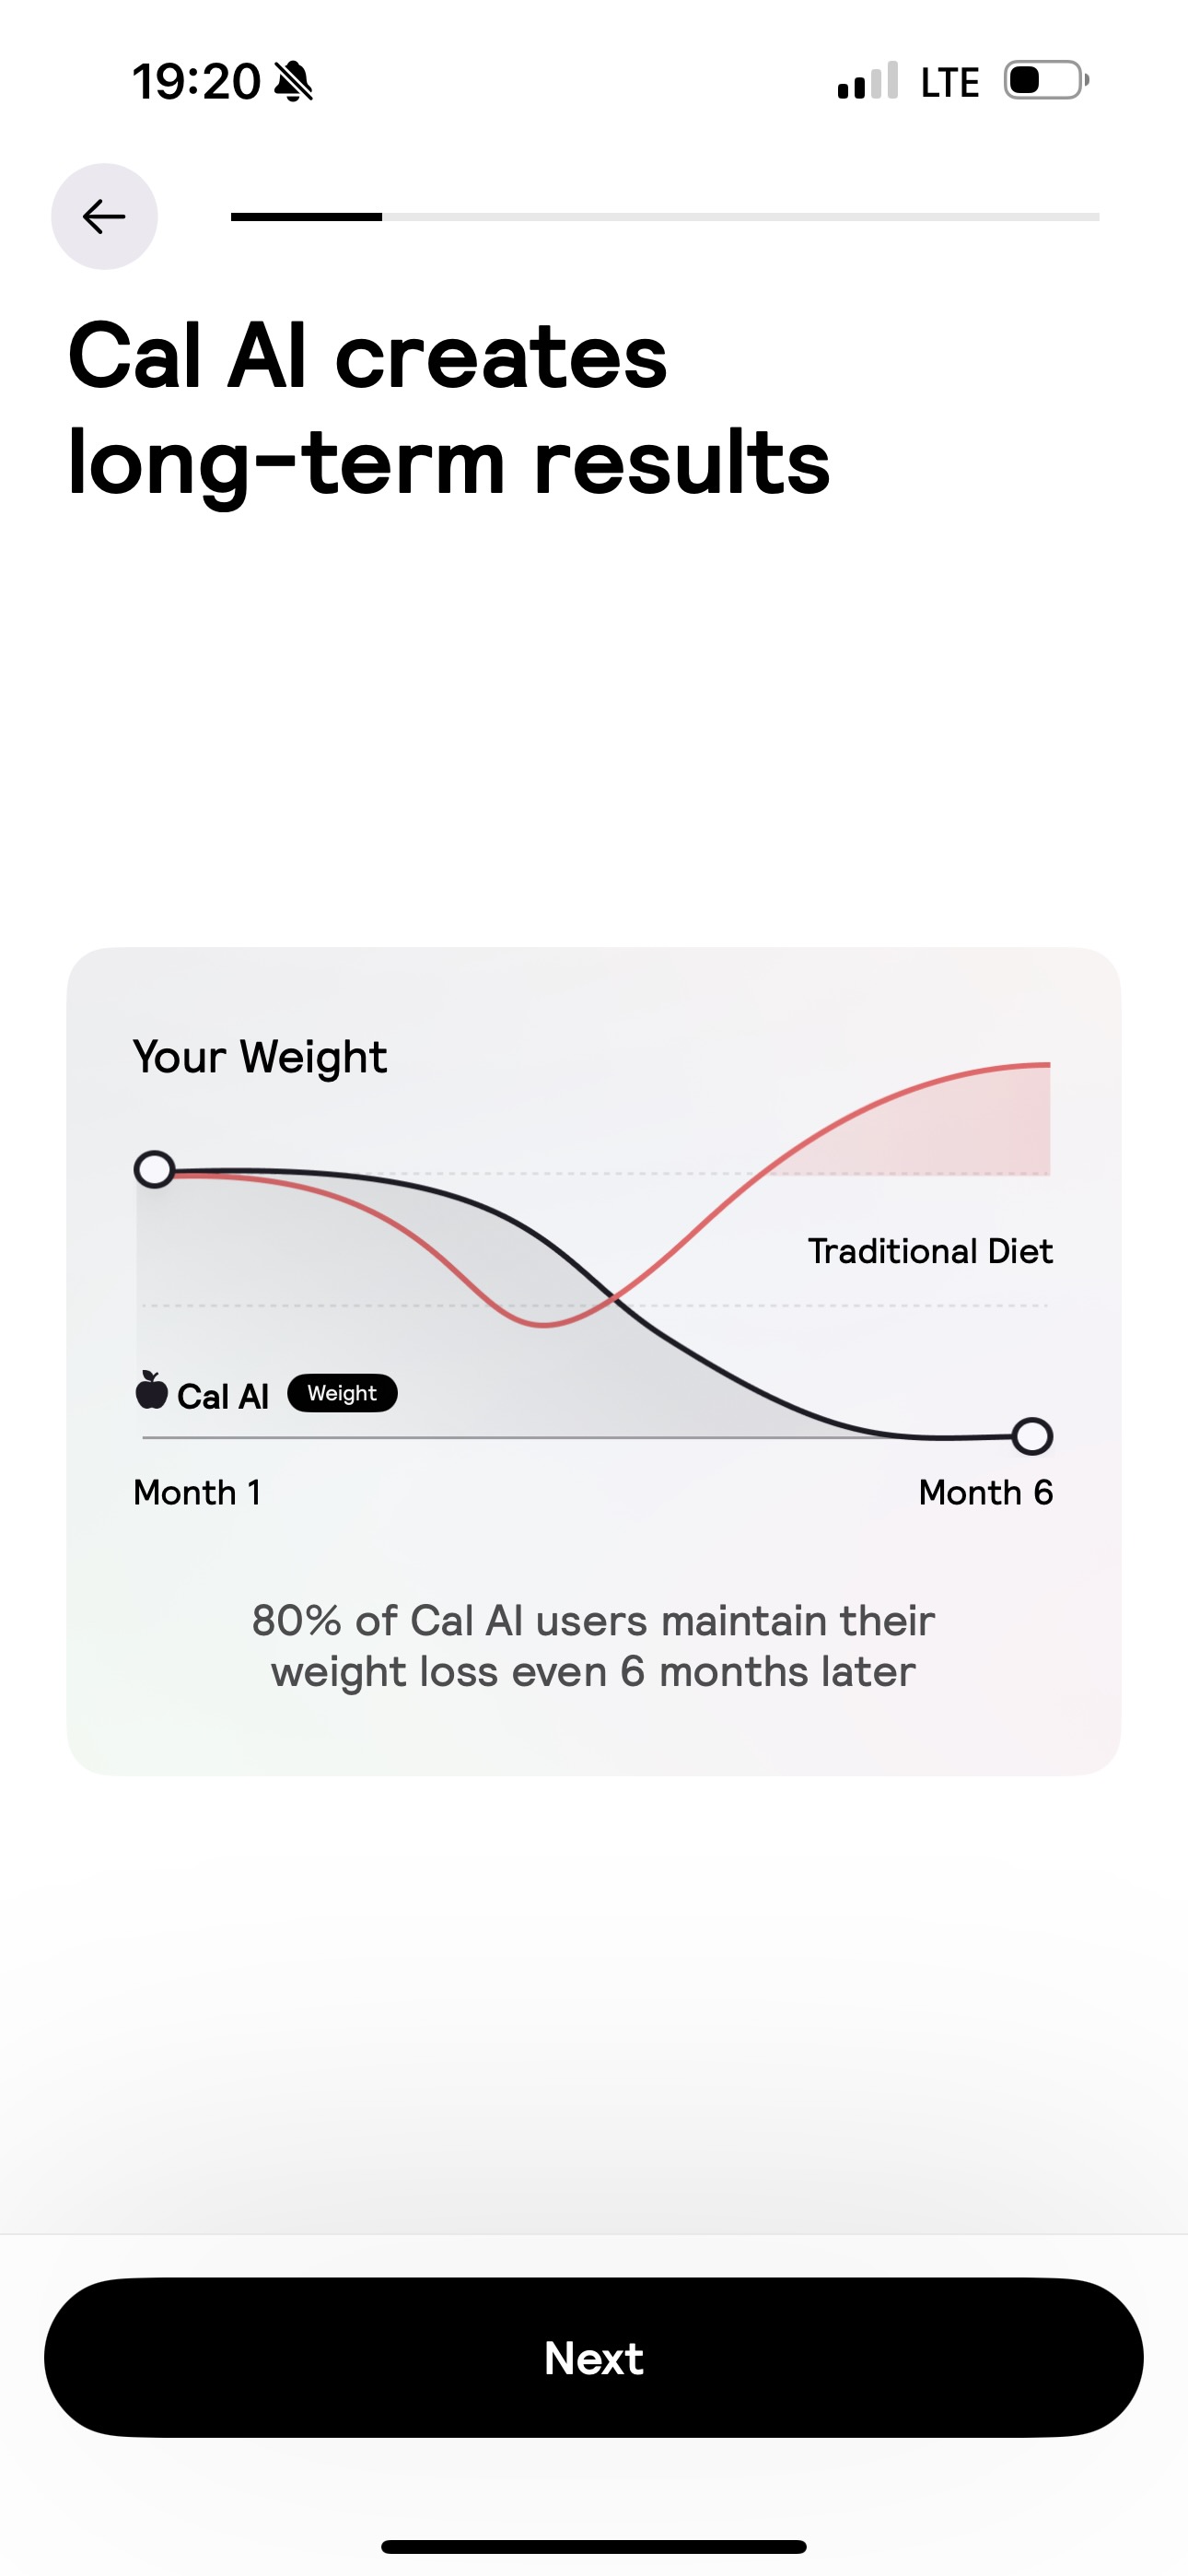 19:20
LTE
Cal AI creates
long-term results
Your Weight
Traditional Diet
Cal AI Weight
Month 1 Month 6
80% of Cal AI users maintain their
weight loss even 6 months later
Next